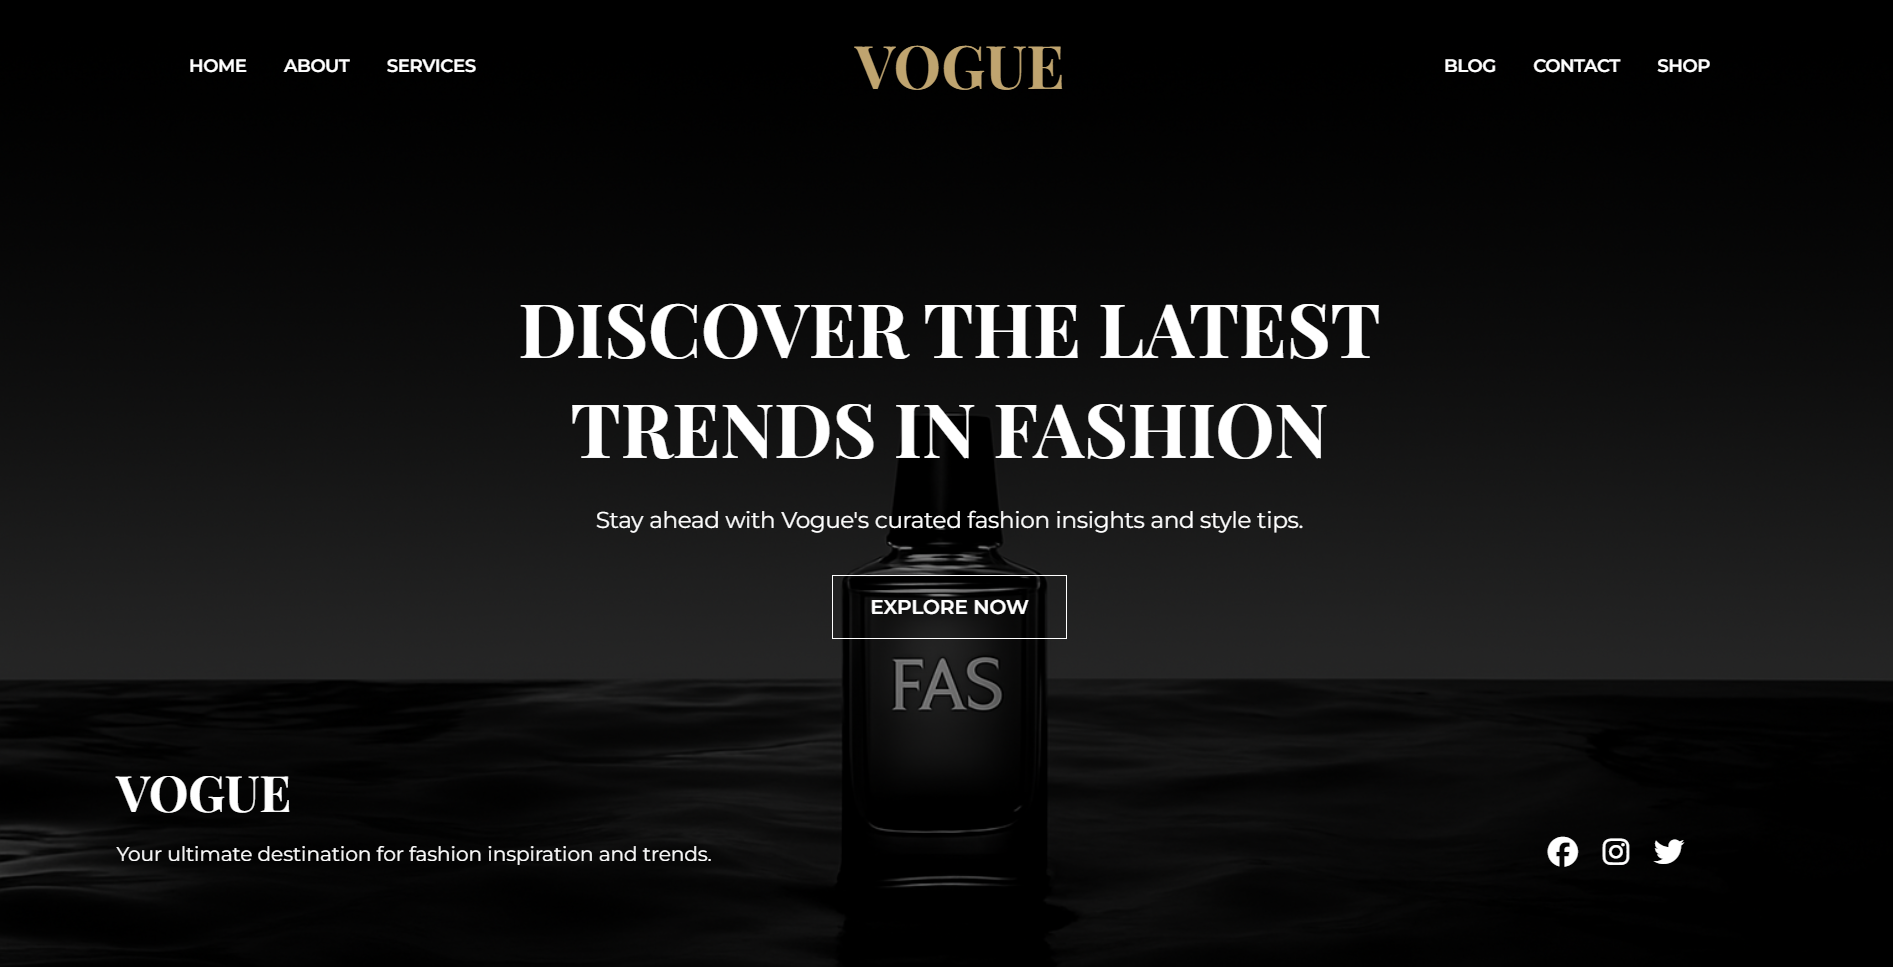 HOME ABOUT SERVICES VOGUE BLOG CONTACT SHOP
DISCOVER THE LATEST
TRENDS IN FASHION
Stay ahead with Vogue's curated fashion insights and style tips.
EXPLORE NOW
FAS
VOGUE
Your ultimate destination for fashion inspiration and trends.